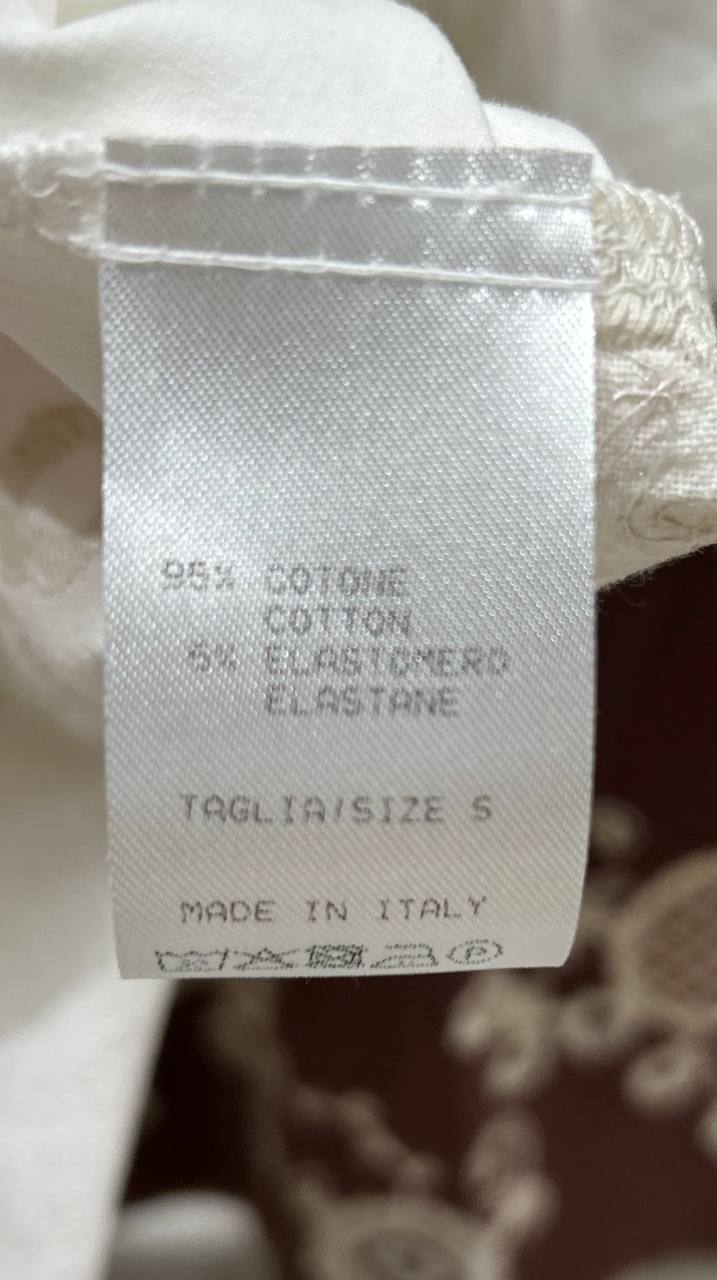 95% COTONE
COTTON
5% ELASTOMERO
ELASTANE
TAGLIA/SIZE S
MADE IN ITALY
P